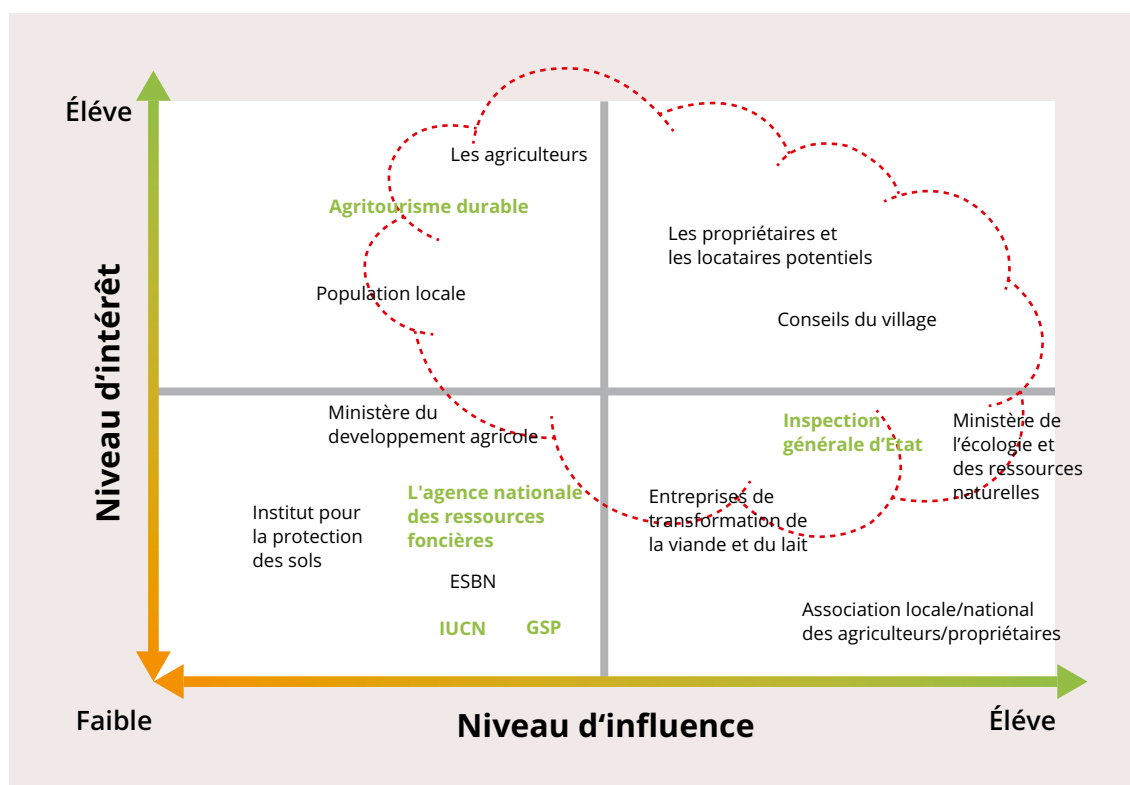 Éléve
Les agriculteurs
Agritourisme durable
Les propriétaires et
les locataires potentiels
Population locale
Conseils du village
Niveau d‘intérêt
Ministère du
developpement agricole
Inspection
générale d’État
Ministère de
l’écologie et
des ressources
naturelles
L'agence nationale
des ressources
foncières
Institut pour
la protection
des sols
Entreprises de
transformation de
la viande et du lait
ESBN
IUCN
GSP
Association locale/national
des agriculteurs/propriétaires
Faible
Niveau d‘influence
Éléve